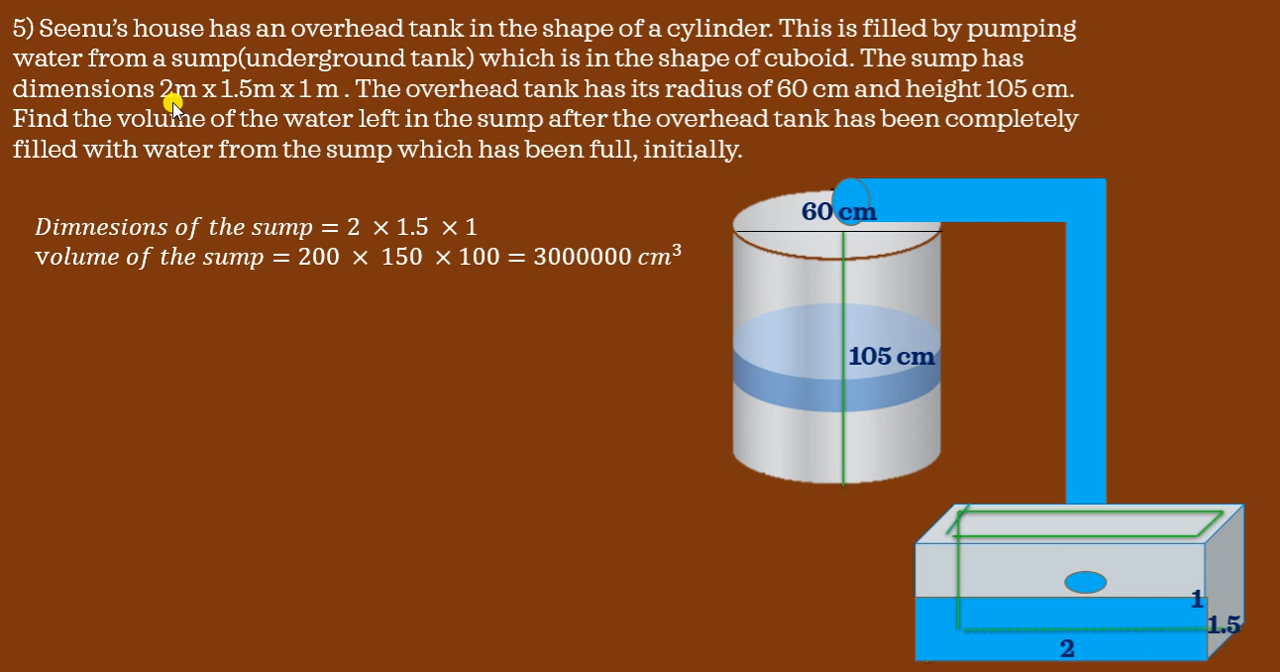 5) Seenu’s house has an overhead tank in the shape of a cylinder. This is filled by pumping
water from a sump(underground tank) which is in the shape of cuboid. The sump has
dimensions 2m x 1.5m x 1 m . The overhead tank has its radius of 60 cm and height 105 cm.
Find the volume of the water left in the sump after the overhead tank has been completely
filled with water from the sump which has been full, initially.
60 cm
Dimnesions of the sump = 2 × 1.5 × 1
volume of the sump = 200 × 150 × 100 = 3000000 cm³
105 cm
1
1.5
2